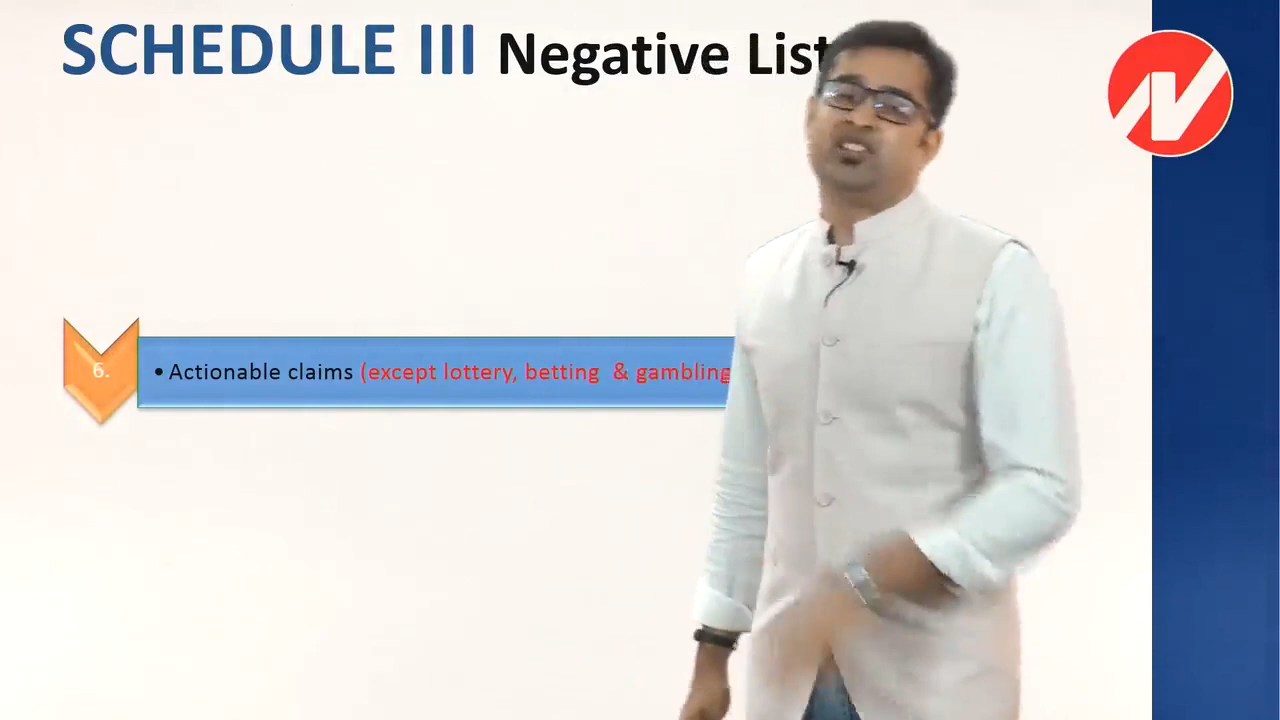 SCHEDULE III Negative List
6.
• Actionable claims (except lottery, betting & gambling